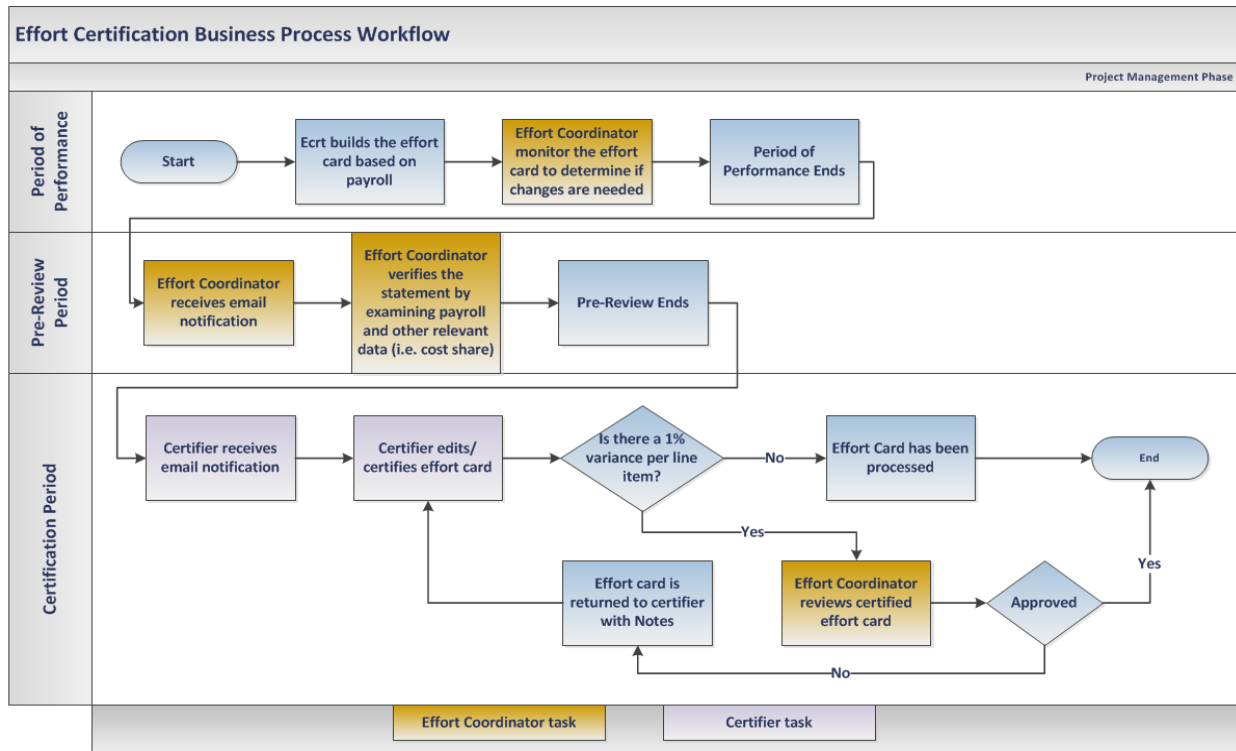 Effort Certification Business Process Workflow
Project Management Phase
Period of
Performance
Start
Ecrt builds the effort
card based on
payroll
Effort Coordinator
monitor the effort
card to determine if
changes are needed
Period of
Performance Ends
Pre-Review
Period
Effort Coordinator
receives email
notification
Effort Coordinator
verifies the
statement by
examining payroll
and other relevant
data (i.e. cost share)
Pre-Review Ends
Certification Period
Certifier receives
email notification
Certifier edits/
certifies effort card
Is there a 1%
variance per line
item?
No
Effort Card has been
processed
End
Yes
Effort card is
returned to certifier
with Notes
Effort Coordinator
reviews certified
effort card
Approved
Yes
No
Effort Coordinator task
Certifier task